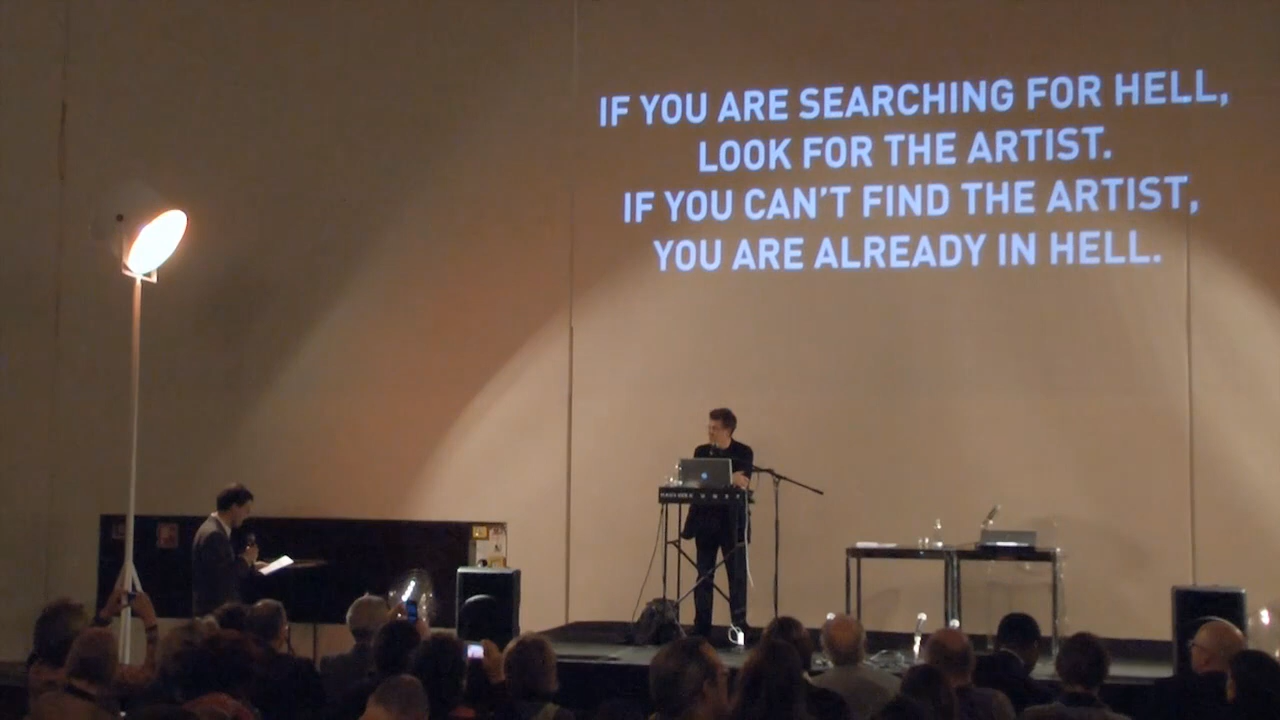 IF YOU ARE SEARCHING FOR HELL,
LOOK FOR THE ARTIST.
IF YOU CAN'T FIND THE ARTIST,
YOU ARE ALREADY IN HELL.